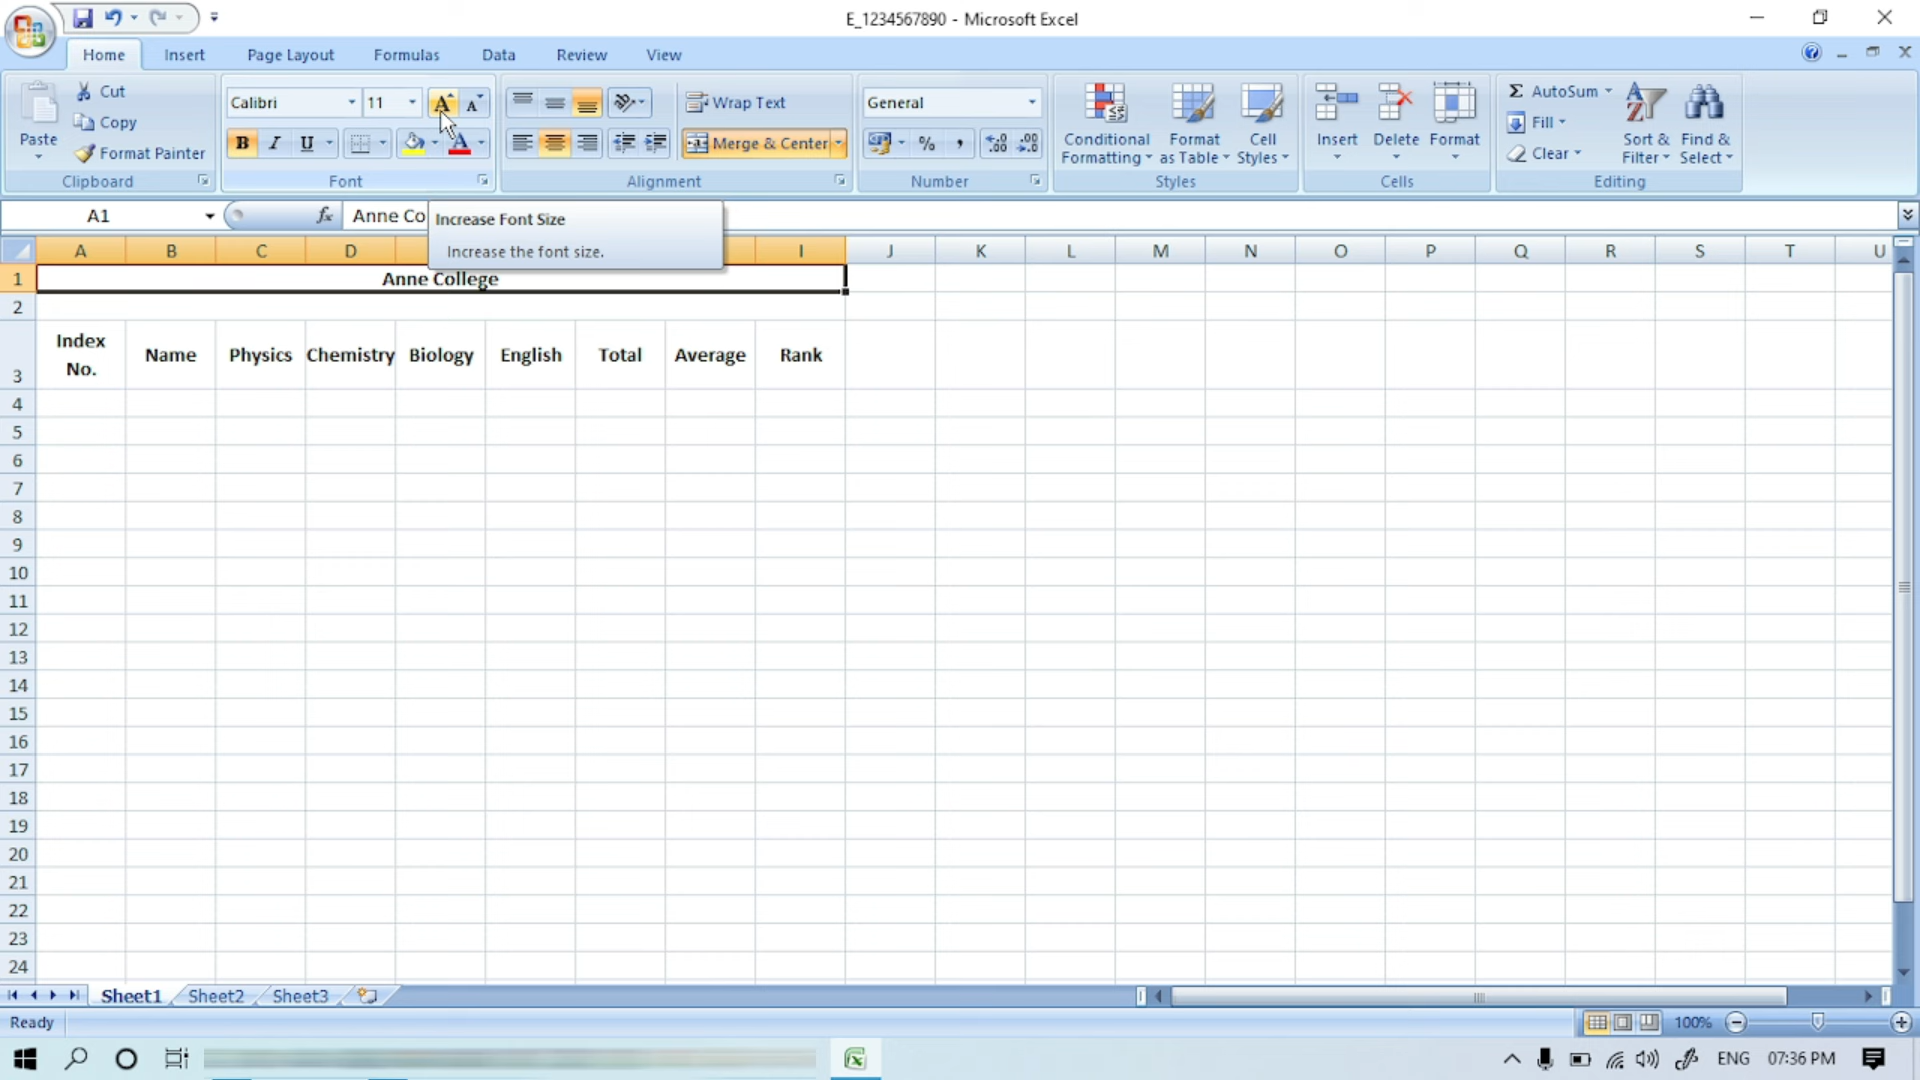 E_1234567890 - Microsoft Excel
Home Insert Page Layout Formulas Data Review View
Paste
Cut
Copy
Format Painter
Clipboard
Calibri 11
B I U
Font
Wrap Text
Merge & Center
Alignment
General
% ,
Number
Conditional Formatting
Format as Table
Cell Styles
Styles
Insert Delete Format
Cells
Σ AutoSum
Fill
Clear
Sort & Filter
Find & Select
Editing
A1 fx Anne Co
Increase Font Size
Increase the font size.
A B C D I J K L M N O P Q R S T U
1 Anne College
2
3 Index No. Name Physics Chemistry Biology English Total Average Rank
4
5
6
7
8
9
10
11
12
13
14
15
16
17
18
19
20
21
22
23
24
Sheet1 Sheet2 Sheet3
Ready 100%
ENG 07:36 PM